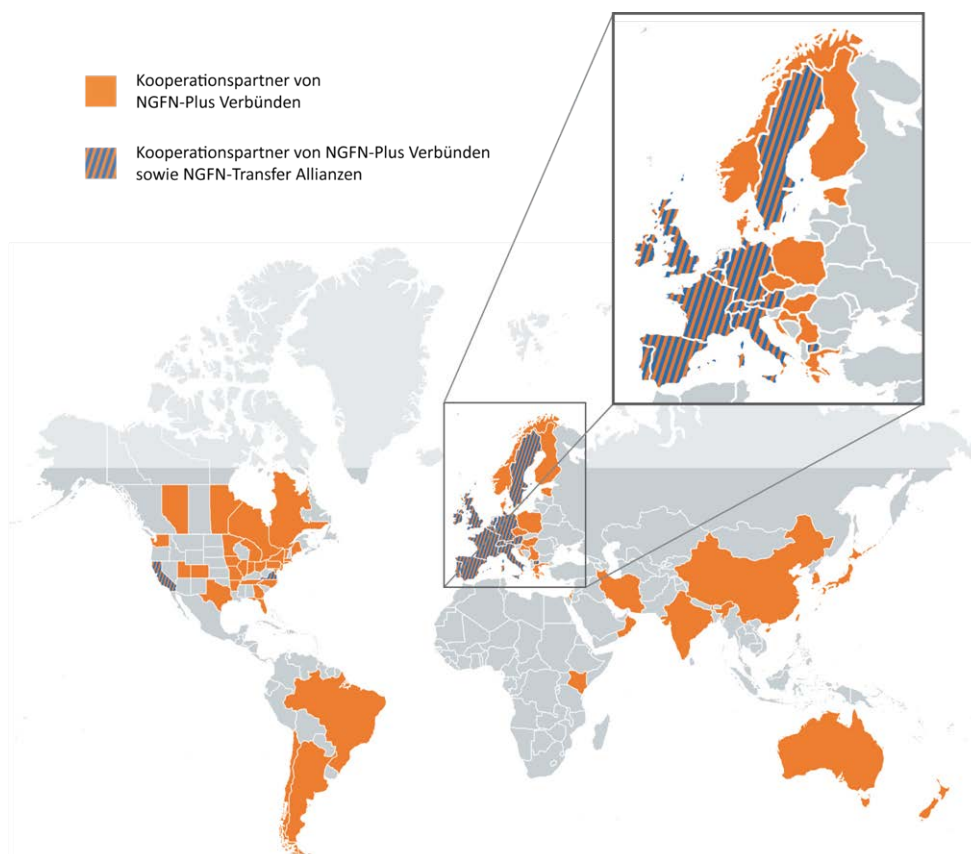 Kooperationspartner von
NGFN-Plus Verbünden
Kooperationspartner von NGFN-Plus Verbünden
sowie NGFN-Transfer Allianzen